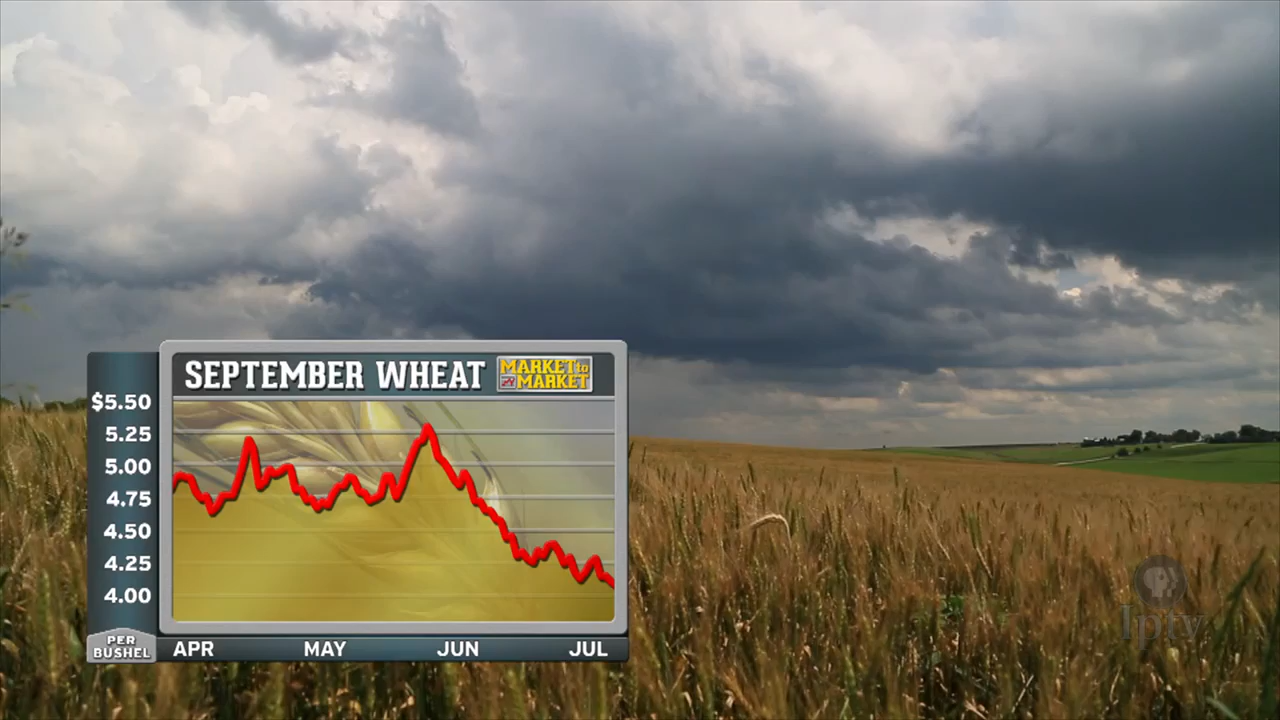 SEPTEMBER WHEAT
MARKET to
MARKET
$5.50
5.25
5.00
4.75
4.50
4.25
4.00
PER
BUSHEL
APR MAY JUN JUL
Iptv